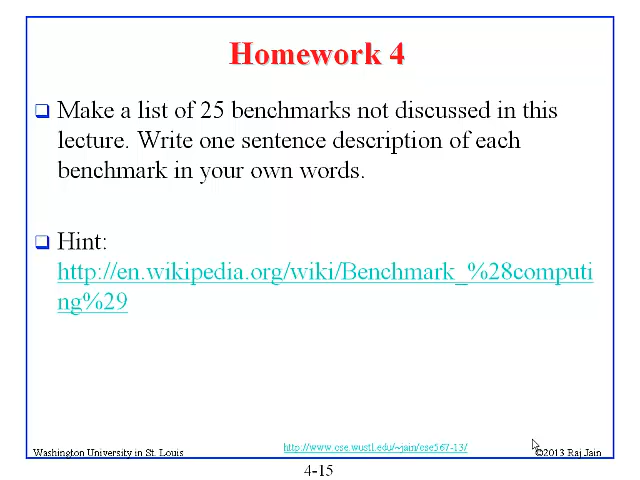 Homework 4
Make a list of 25 benchmarks not discussed in this
lecture. Write one sentence description of each
benchmark in your own words.
Hint:
http://en.wikipedia.org/wiki/Benchmark_%28computi
ng%29
Washington University in St. Louis
http://www.cse.wustl.edu/~jain/cse567-13/
©2013 Raj Jain
4-15